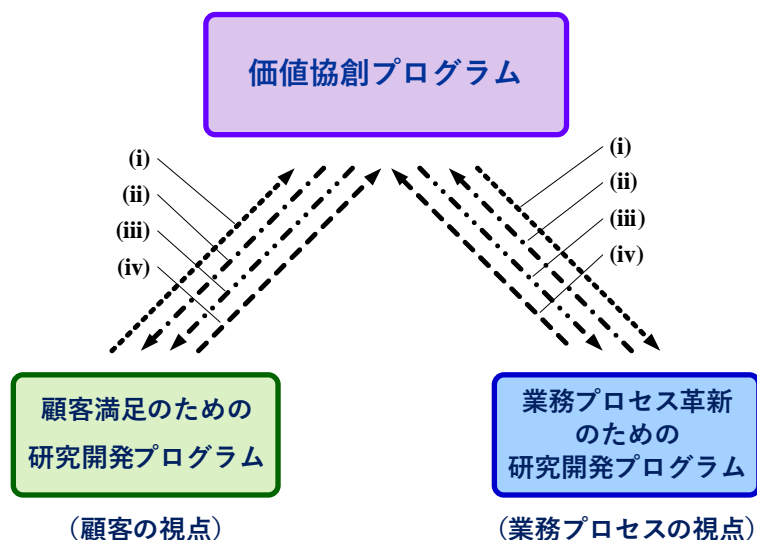 価値協創プログラム
(i)
(ii)
(iii)
(iv)
(i)
(ii)
(iii)
(iv)
顧客満足のための
研究開発プログラム
業務プロセス革新
のための
研究開発プログラム
(顧客の視点)
(業務プロセスの視点)